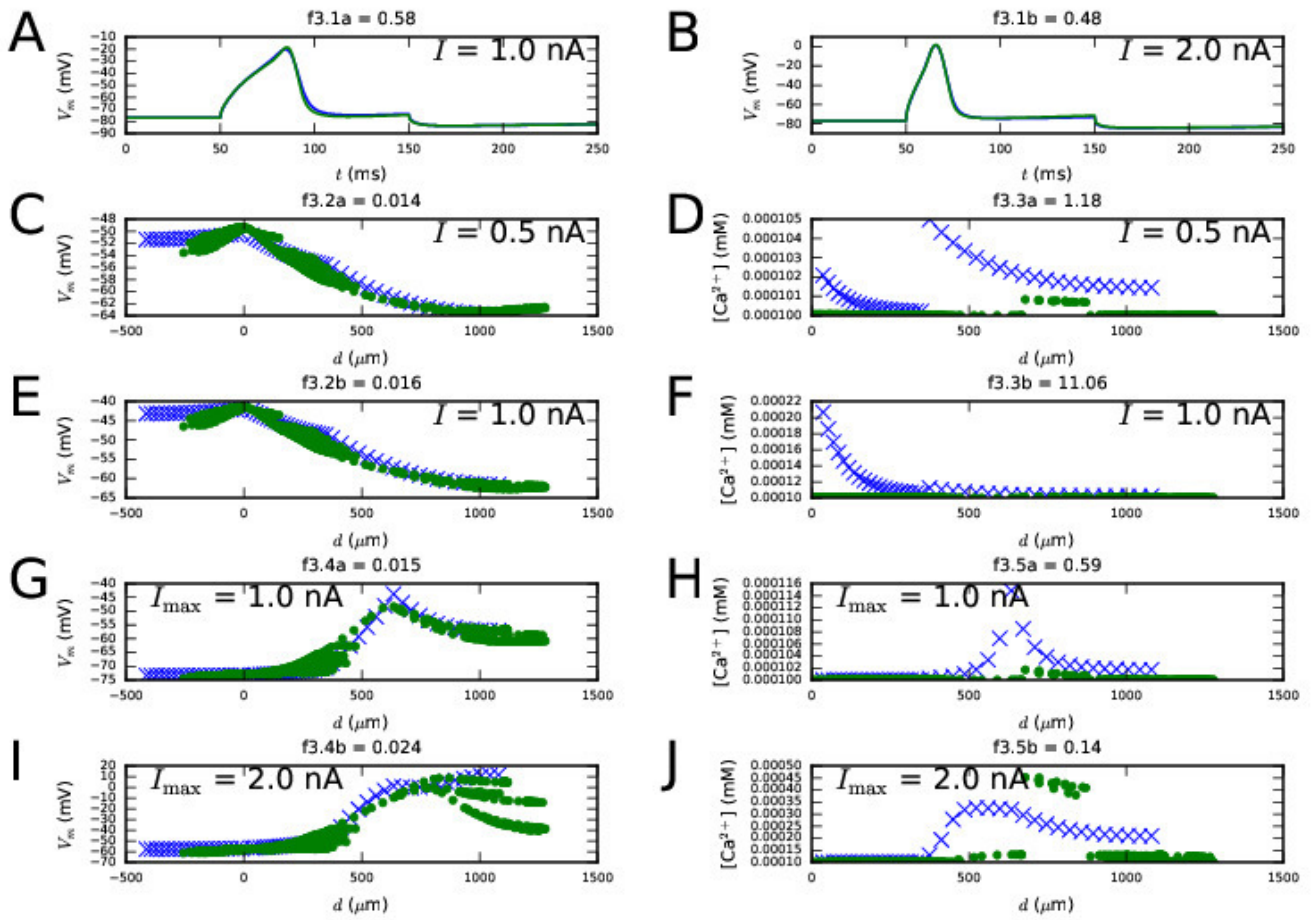 A
f3.1a = 0.58
I = 1.0 nA
−10
−20
−30
−40
−50
−60
−70
−80
−90
Vm (mV)
0 50 100 150 200 250
t (ms)
B
f3.1b = 0.48
I = 2.0 nA
0
−20
−40
−60
−80
Vm (mV)
0 50 100 150 200 250
t (ms)
C
f3.2a = 0.014
I = 0.5 nA
−48
−50
−52
−54
−56
−58
−60
−62
−64
Vm (mV)
−500 0 500 1000 1500
d (μm)
D
f3.3a = 1.18
I = 0.5 nA
0.000105
0.000104
0.000103
0.000102
0.000101
0.000100
[Ca2+] (mM)
0 500 1000 1500
d (μm)
E
f3.2b = 0.016
I = 1.0 nA
−40
−45
−50
−55
−60
−65
Vm (mV)
−500 0 500 1000 1500
d (μm)
F
f3.3b = 11.06
I = 1.0 nA
0.00022
0.00020
0.00018
0.00016
0.00014
0.00012
0.00010
[Ca2+] (mM)
0 500 1000 1500
d (μm)
G
f3.4a = 0.015
Imax = 1.0 nA
−40
−45
−50
−55
−60
−65
−70
−75
Vm (mV)
−500 0 500 1000 1500
d (μm)
H
f3.5a = 0.59
Imax = 1.0 nA
0.000116
0.000114
0.000112
0.000110
0.000108
0.000106
0.000104
0.000102
0.000100
[Ca2+] (mM)
0 500 1000 1500
d (μm)
I
f3.4b = 0.024
Imax = 2.0 nA
20
10
0
−10
−20
−30
−40
−50
−60
−70
Vm (mV)
−500 0 500 1000 1500
d (μm)
J
f3.5b = 0.14
Imax = 2.0 nA
0.00050
0.00045
0.00040
0.00035
0.00030
0.00025
0.00020
0.00015
0.00010
[Ca2+] (mM)
0 500 1000 1500
d (μm)